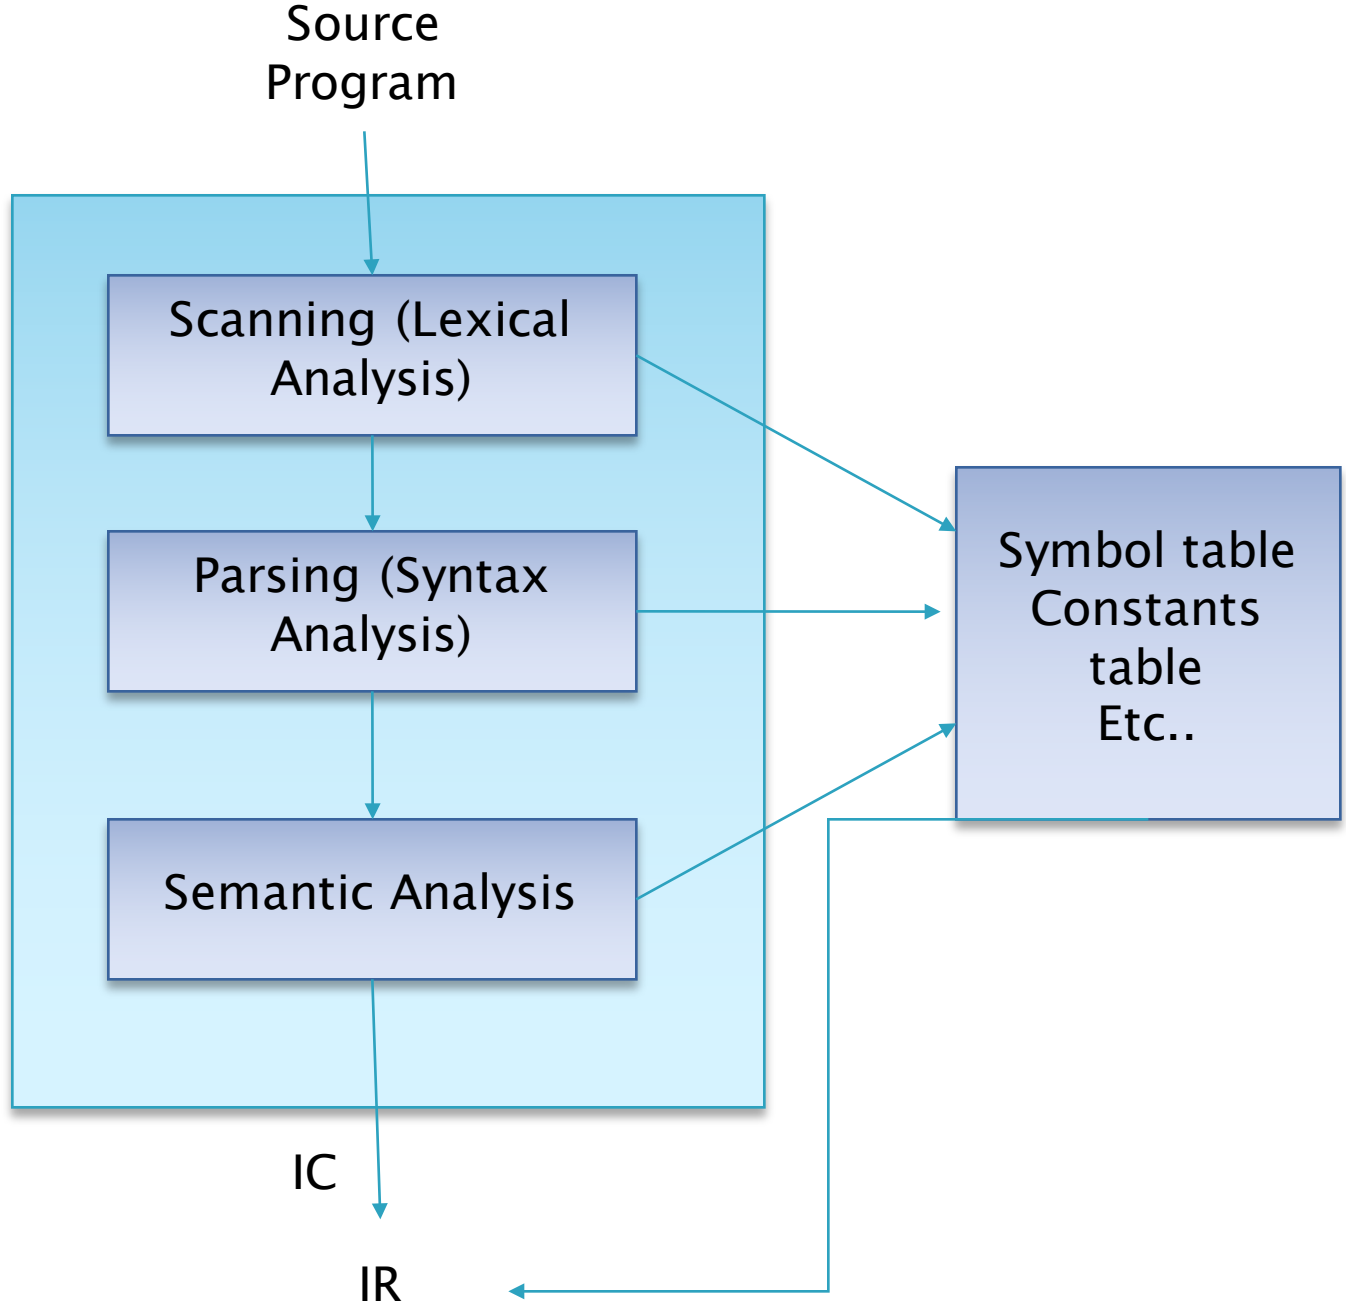 Source
Program
Scanning (Lexical
Analysis)
Parsing (Syntax
Analysis)
Semantic Analysis
Symbol table
Constants
table
Etc..
IC
IR